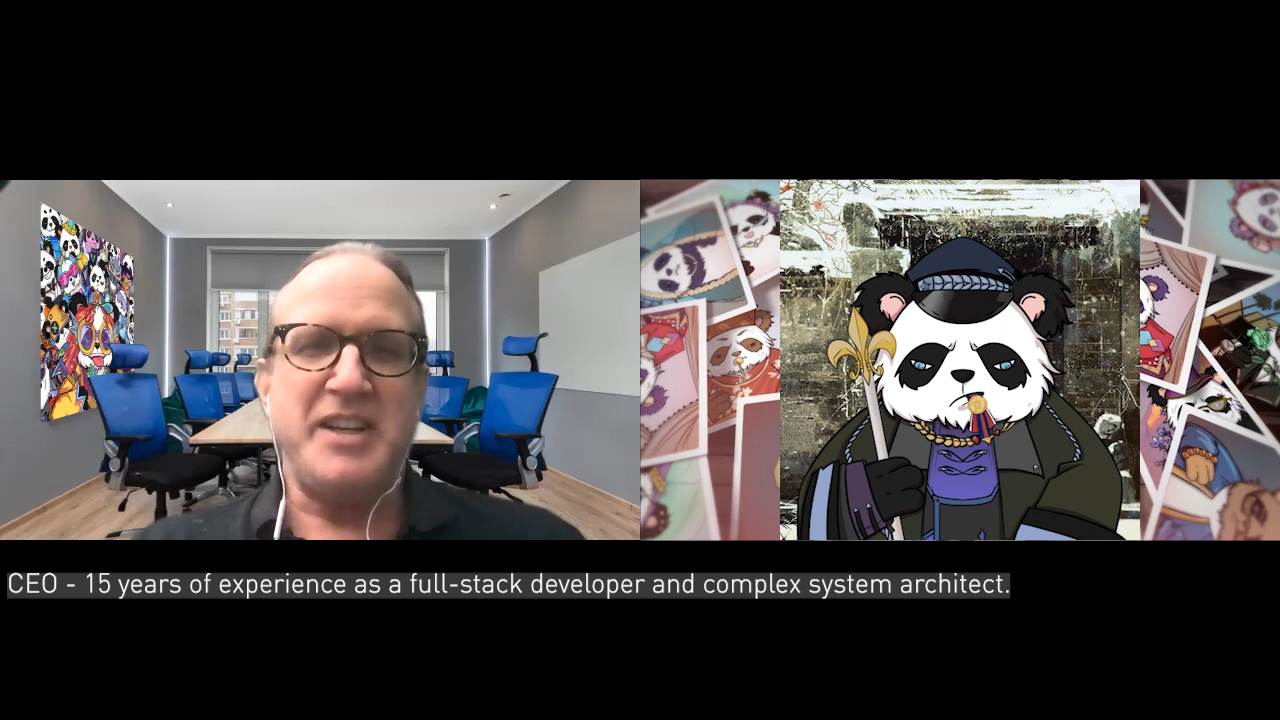 CEO - 15 years of experience as a full-stack developer and complex system architect.